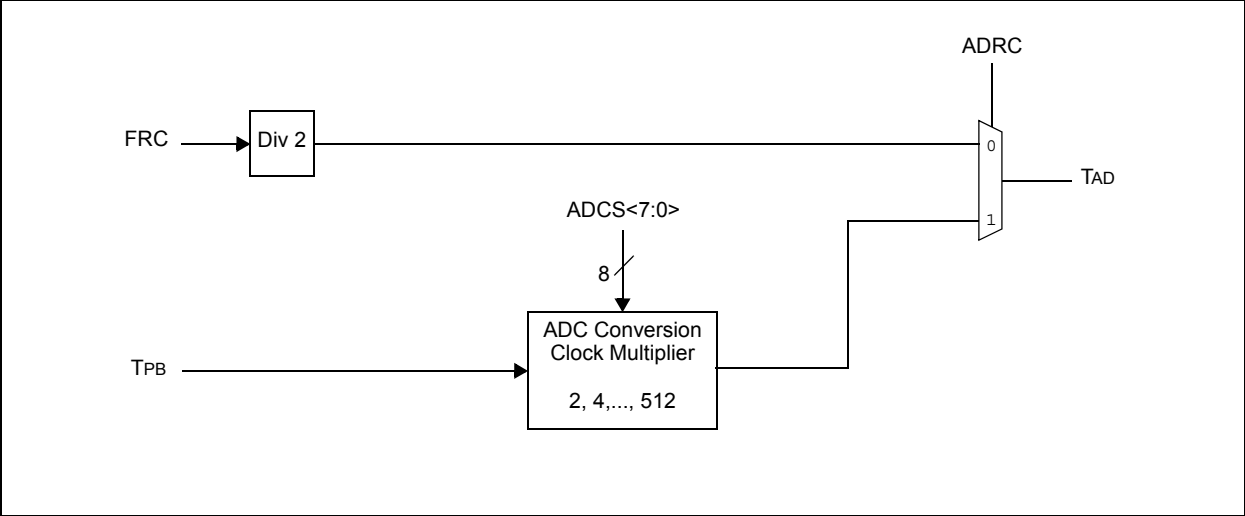 ADRC
FRC
Div 2
0
TAD
ADCS<7:0>
1
8
ADC Conversion
Clock Multiplier
TPB
2, 4,..., 512